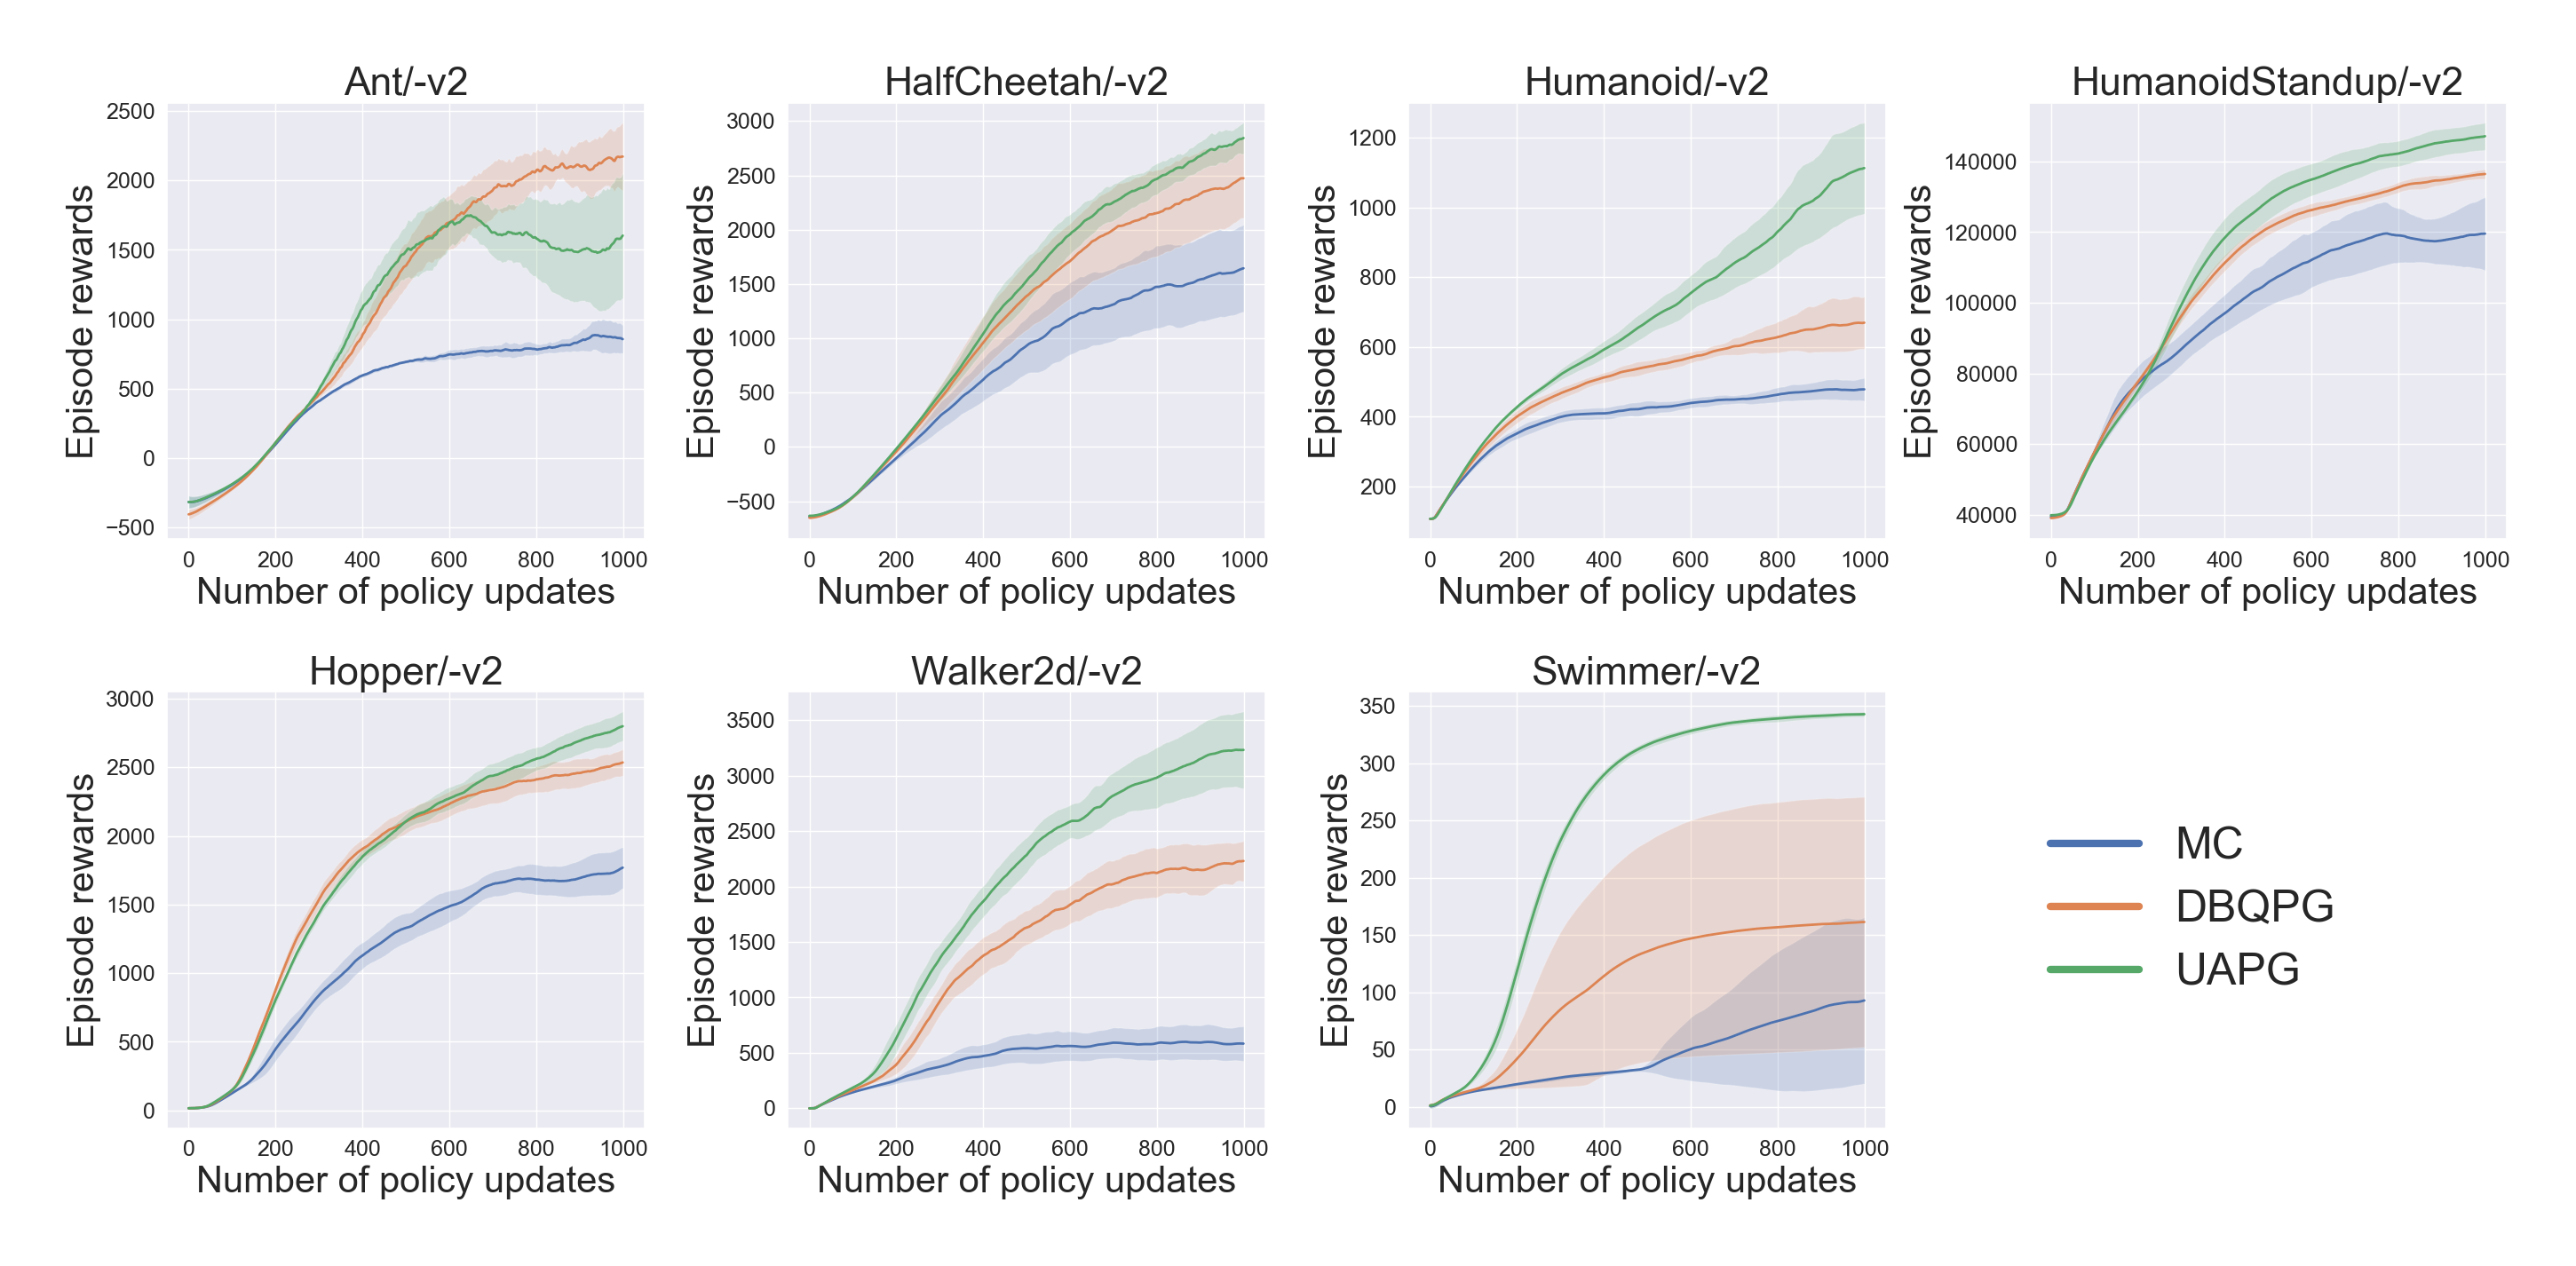 Ant/-v2
Episode rewards
2500
2000
1500
1000
500
0
−500
0 200 400 600 800 1000
Number of policy updates
HalfCheetah/-v2
Episode rewards
3000
2500
2000
1500
1000
500
0
−500
0 200 400 600 800 1000
Number of policy updates
Humanoid/-v2
Episode rewards
1200
1000
800
600
400
200
0 200 400 600 800 1000
Number of policy updates
HumanoidStandup/-v2
Episode rewards
140000
120000
100000
80000
60000
40000
0 200 400 600 800 1000
Number of policy updates
Hopper/-v2
Episode rewards
3000
2500
2000
1500
1000
500
0
0 200 400 600 800 1000
Number of policy updates
Walker2d/-v2
Episode rewards
3500
3000
2500
2000
1500
1000
500
0
0 200 400 600 800 1000
Number of policy updates
Swimmer/-v2
Episode rewards
350
300
250
200
150
100
50
0
0 200 400 600 800 1000
Number of policy updates
MC
DBQPG
UAPG